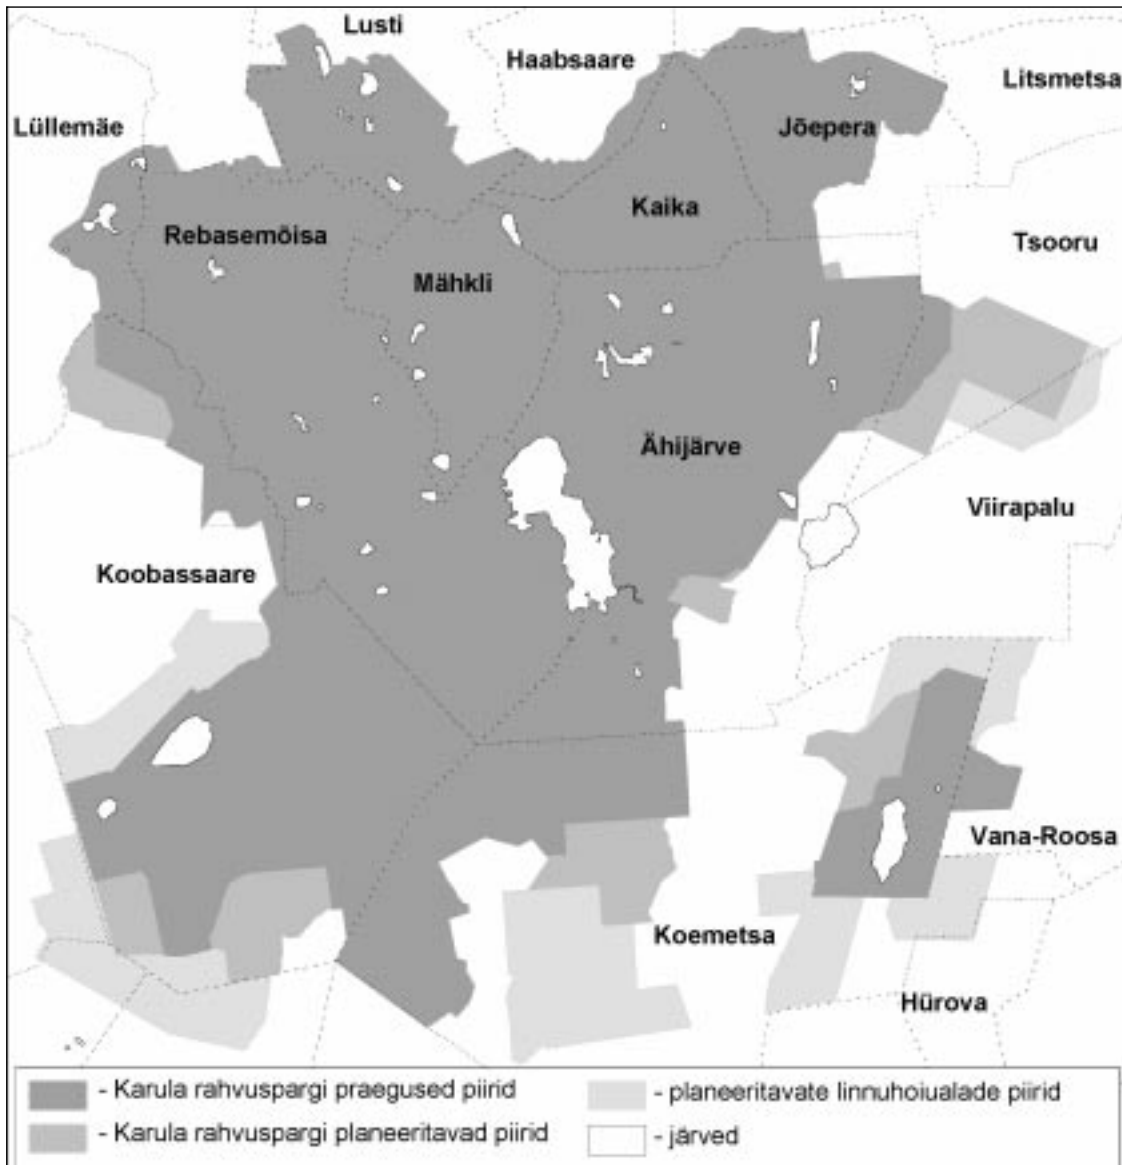 Lusti
Haabsaare
Litsmetsa
Lüllemäe
Jõepera
Kaika
Rebasemõisa
Tsooru
Mähkli
Ähijärve
Viirapalu
Koobassaare
Vana-Roosa
Koemetsa
Hürova
- Karula rahvuspargi praegused piirid
- planeeritavate linnuhoiualade piirid
- Karula rahvuspargi planeeritavad piirid
- järved